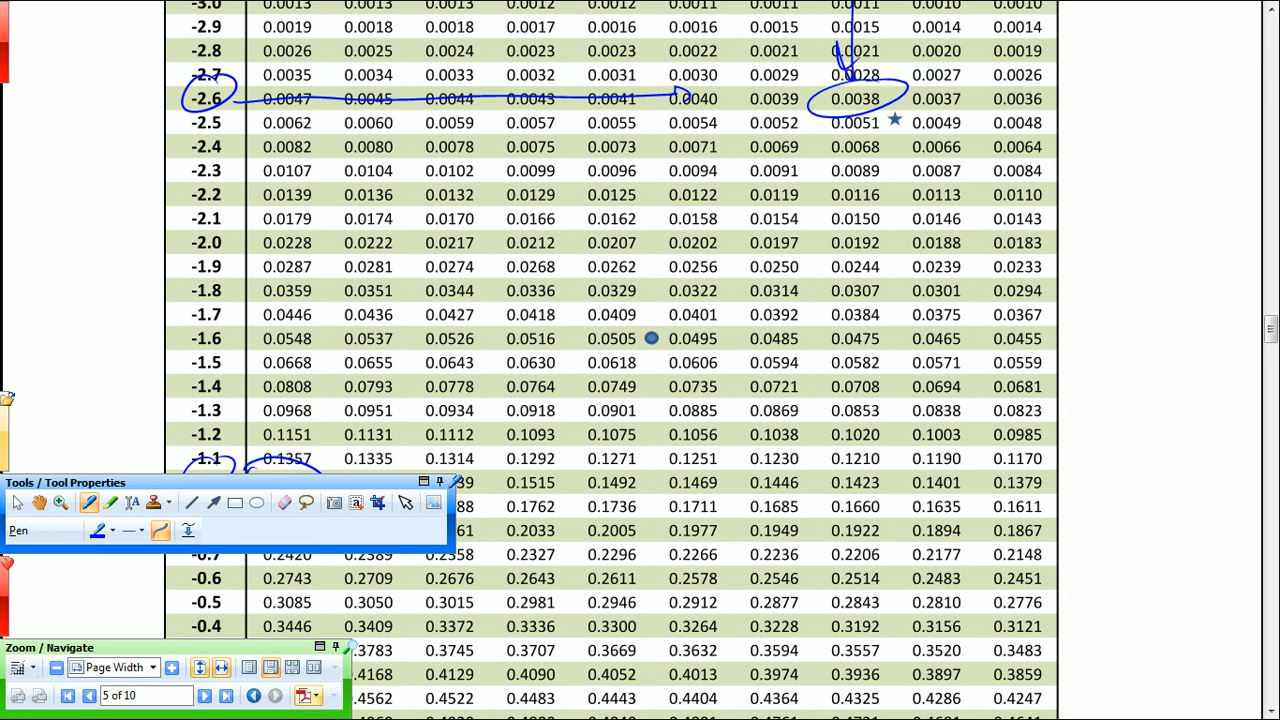 -3.0 0.0013 0.0013 0.0013 0.0012 0.0012 0.0011 0.0011 0.0011 0.0010 0.0010
-2.9 0.0019 0.0018 0.0018 0.0017 0.0016 0.0016 0.0015 0.0015 0.0014 0.0014
-2.8 0.0026 0.0025 0.0024 0.0023 0.0023 0.0022 0.0021 0.0021 0.0020 0.0019
-2.7 0.0035 0.0034 0.0033 0.0032 0.0031 0.0030 0.0029 0.0028 0.0027 0.0026
-2.6 0.0047 0.0045 0.0044 0.0043 0.0041 0.0040 0.0039 0.0038 0.0037 0.0036
-2.5 0.0062 0.0060 0.0059 0.0057 0.0055 0.0054 0.0052 0.0051 0.0049 0.0048
-2.4 0.0082 0.0080 0.0078 0.0075 0.0073 0.0071 0.0069 0.0068 0.0066 0.0064
-2.3 0.0107 0.0104 0.0102 0.0099 0.0096 0.0094 0.0091 0.0089 0.0087 0.0084
-2.2 0.0139 0.0136 0.0132 0.0129 0.0125 0.0122 0.0119 0.0116 0.0113 0.0110
-2.1 0.0179 0.0174 0.0170 0.0166 0.0162 0.0158 0.0154 0.0150 0.0146 0.0143
-2.0 0.0228 0.0222 0.0217 0.0212 0.0207 0.0202 0.0197 0.0192 0.0188 0.0183
-1.9 0.0287 0.0281 0.0274 0.0268 0.0262 0.0256 0.0250 0.0244 0.0239 0.0233
-1.8 0.0359 0.0351 0.0344 0.0336 0.0329 0.0322 0.0314 0.0307 0.0301 0.0294
-1.7 0.0446 0.0436 0.0427 0.0418 0.0409 0.0401 0.0392 0.0384 0.0375 0.0367
-1.6 0.0548 0.0537 0.0526 0.0516 0.0505 0.0495 0.0485 0.0475 0.0465 0.0455
-1.5 0.0668 0.0655 0.0643 0.0630 0.0618 0.0606 0.0594 0.0582 0.0571 0.0559
-1.4 0.0808 0.0793 0.0778 0.0764 0.0749 0.0735 0.0721 0.0708 0.0694 0.0681
-1.3 0.0968 0.0951 0.0934 0.0918 0.0901 0.0885 0.0869 0.0853 0.0838 0.0823
-1.2 0.1151 0.1131 0.1112 0.1093 0.1075 0.1056 0.1038 0.1020 0.1003 0.0985
-1.1 0.1357 0.1335 0.1314 0.1292 0.1271 0.1251 0.1230 0.1210 0.1190 0.1170
Tools / Tool Properties
39 0.1515 0.1492 0.1469 0.1446 0.1423 0.1401 0.1379
88 0.1762 0.1736 0.1711 0.1685 0.1660 0.1635 0.1611
Pen
61 0.2033 0.2005 0.1977 0.1949 0.1922 0.1894 0.1867
-0.7 0.2420 0.2389 0.2358 0.2327 0.2296 0.2266 0.2236 0.2206 0.2177 0.2148
-0.6 0.2743 0.2709 0.2676 0.2643 0.2611 0.2578 0.2546 0.2514 0.2483 0.2451
-0.5 0.3085 0.3050 0.3015 0.2981 0.2946 0.2912 0.2877 0.2843 0.2810 0.2776
-0.4 0.3446 0.3409 0.3372 0.3336 0.3300 0.3264 0.3228 0.3192 0.3156 0.3121
Zoom / Navigate
.3783 0.3745 0.3707 0.3669 0.3632 0.3594 0.3557 0.3520 0.3483
Page Width
.4168 0.4129 0.4090 0.4052 0.4013 0.3974 0.3936 0.3897 0.3859
5 of 10
.4562 0.4522 0.4483 0.4443 0.4404 0.4364 0.4325 0.4286 0.4247